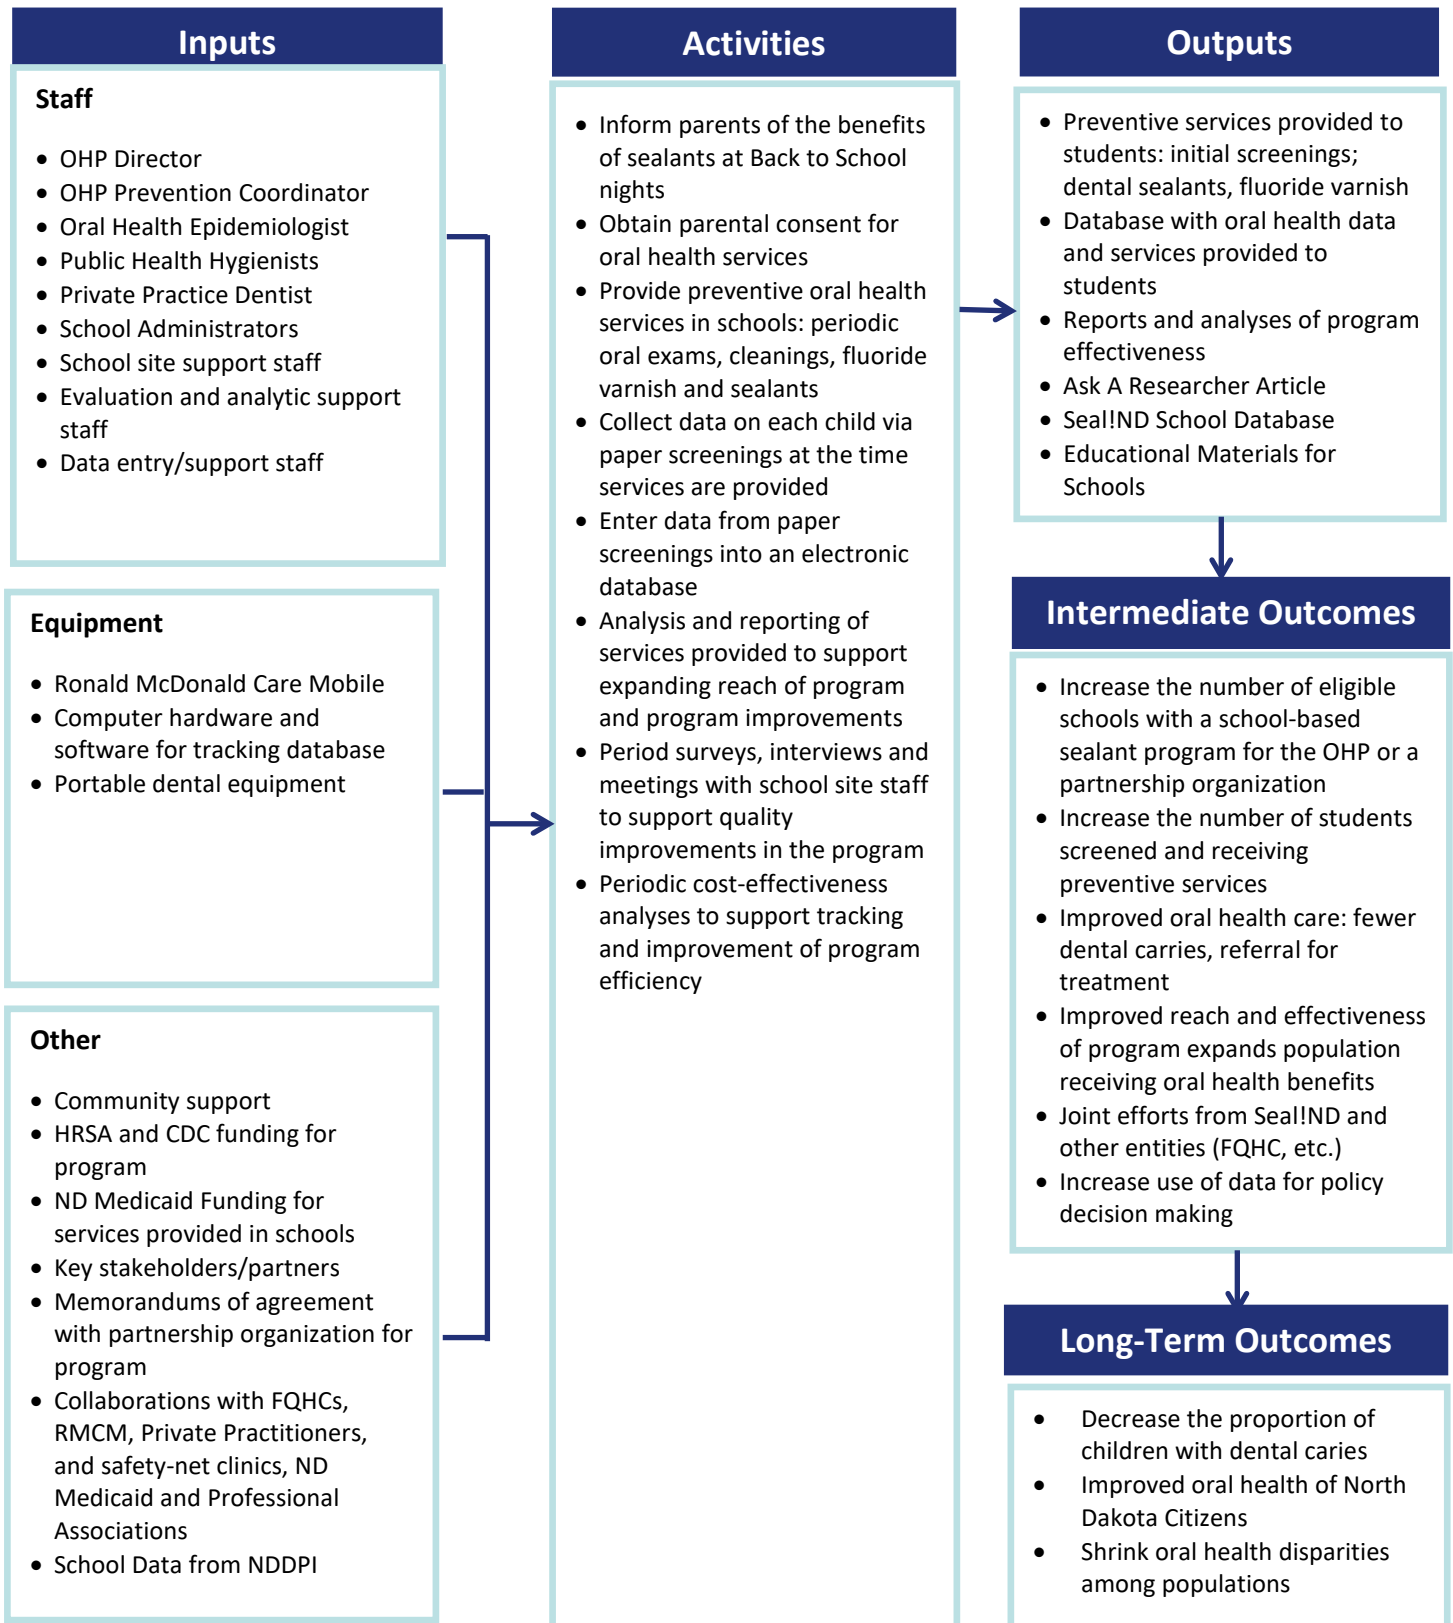 Inputs
Staff
• OHP Director
• OHP Prevention Coordinator
• Oral Health Epidemiologist
• Public Health Hygienists
• Private Practice Dentist
• School Administrators
• School site support staff
• Evaluation and analytic support
staff
• Data entry/support staff
Equipment
• Ronald McDonald Care Mobile
• Computer hardware and
software for tracking database
• Portable dental equipment
Other
• Community support
• HRSA and CDC funding for
program
• ND Medicaid Funding for
services provided in schools
• Key stakeholders/partners
• Memorandums of agreement
with partnership organization for
program
• Collaborations with FQHCs,
RMCM, Private Practitioners,
and safety-net clinics, ND
Medicaid and Professional
Associations
• School Data from NDDPI
Activities
• Inform parents of the benefits
of sealants at Back to School
nights
• Obtain parental consent for
oral health services
• Provide preventive oral health
services in schools: periodic
oral exams, cleanings, fluoride
varnish and sealants
• Collect data on each child via
paper screenings at the time
services are provided
• Enter data from paper
screenings into an electronic
database
• Analysis and reporting of
services provided to support
expanding reach of program
and program improvements
• Period surveys, interviews and
meetings with school site staff
to support quality
improvements in the program
• Periodic cost-effectiveness
analyses to support tracking
and improvement of program
efficiency
Outputs
• Preventive services provided to
students: initial screenings;
dental sealants, fluoride varnish
• Database with oral health data
and services provided to
students
• Reports and analyses of program
effectiveness
• Ask A Researcher Article
• Seal!ND School Database
• Educational Materials for
Schools
Intermediate Outcomes
• Increase the number of eligible
schools with a school-based
sealant program for the OHP or a
partnership organization
• Increase the number of students
screened and receiving
preventive services
• Improved oral health care: fewer
dental carries, referral for
treatment
• Improved reach and effectiveness
of program expands population
receiving oral health benefits
• Joint efforts from Seal!ND and
other entities (FQHC, etc.)
• Increase use of data for policy
decision making
Long-Term Outcomes
• Decrease the proportion of
children with dental caries
• Improved oral health of North
Dakota Citizens
• Shrink oral health disparities
among populations